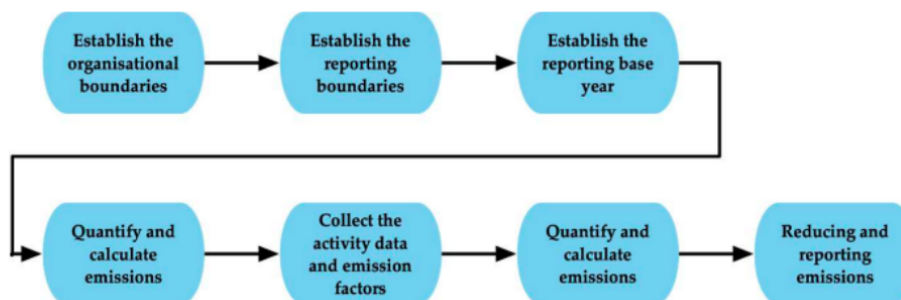 Establish the
organisational
boundaries
Establish the
reporting
boundaries
Establish the
reporting base
year
Quantify and
calculate
emissions
Collect the
activity data
and emission
factors
Quantify and
calculate
emissions
Reducing and
reporting
emissions